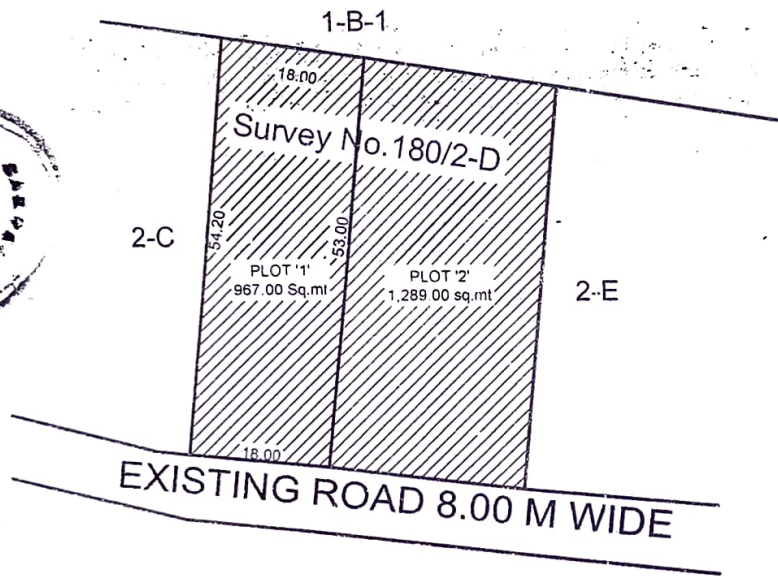 1-B-1
18.00
Survey No.180/2-D
2-C
54.20
53.00
PLOT '1'
967.00 Sq.mt
PLOT '2'
1,289.00 sq.mt
2-E
18.00
EXISTING ROAD 8.00 M WIDE